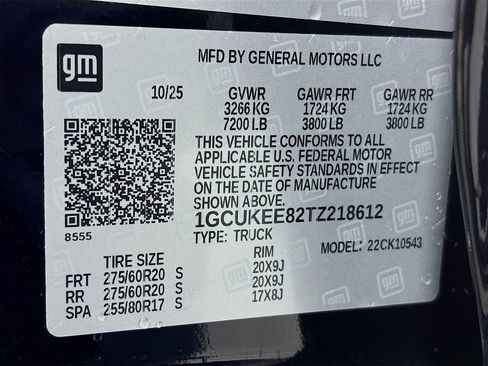 gm
MFD BY GENERAL MOTORS LLC
10/25 GVWR GAWR FRT GAWR RR
3266 KG 1724 KG 1724 KG
7200 LB 3800 LB 3800 LB
THIS VEHICLE CONFORMS TO ALL
APPLICABLE U.S. FEDERAL MOTOR
VEHICLE SAFETY STANDARDS IN EFFECT
ON THE DATE OF MANUFACTURE
SHOWN ABOVE.
8555
1GCUKEE82TZ218612
TYPE: TRUCK MODEL: 22CK10543
TIRE SIZE RIM
FRT 275/60R20 S 20X9J
RR 275/60R20 S 20X9J
SPA 255/80R17 S 17X8J